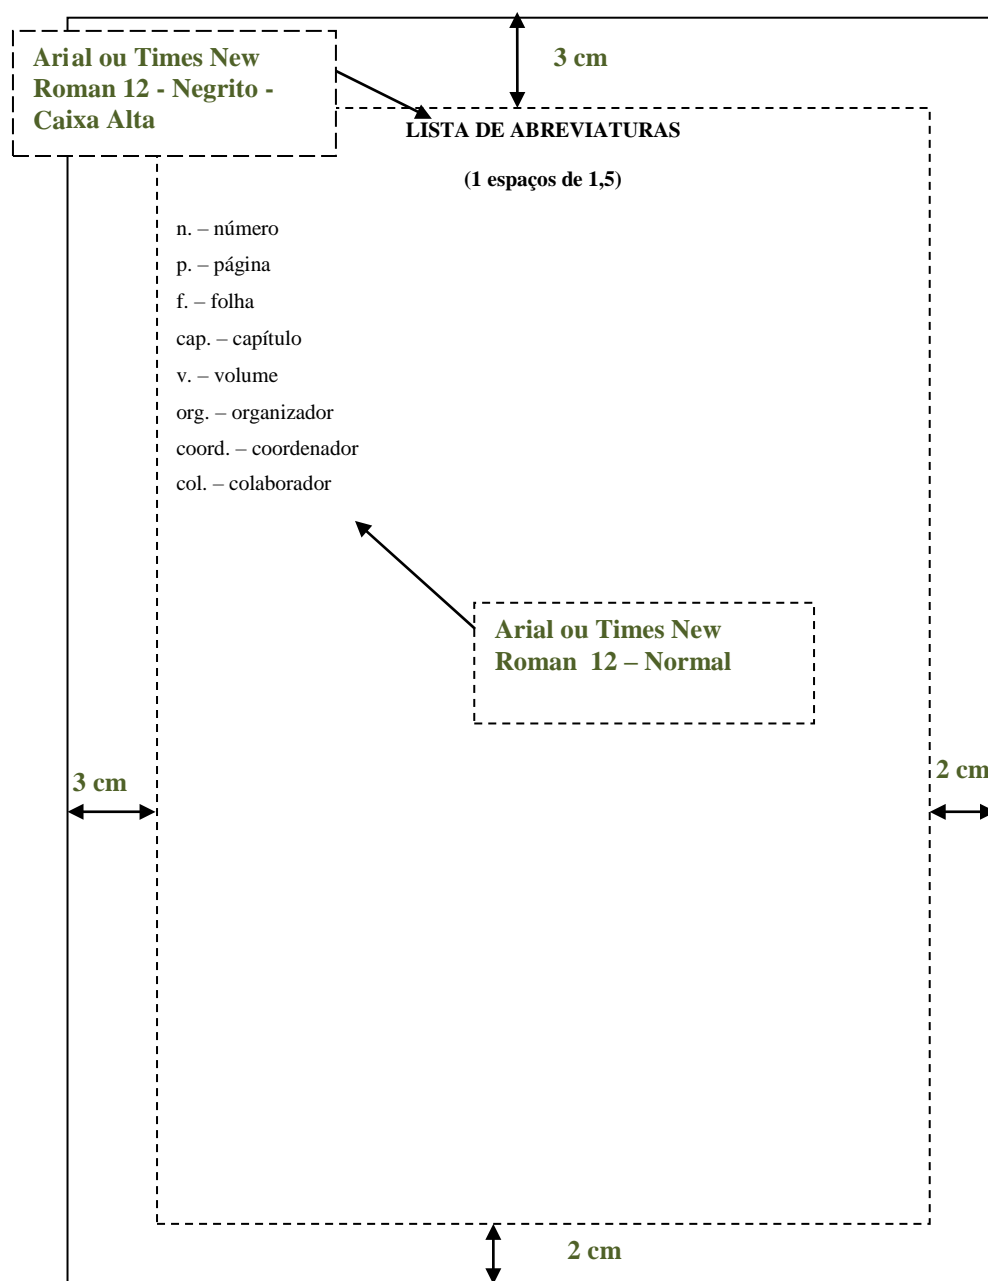 Arial ou Times New
Roman 12 - Negrito -
Caixa Alta
3 cm
LISTA DE ABREVIATURAS
(1 espaços de 1,5)
n. – número
p. – página
f. – folha
cap. – capítulo
v. – volume
org. – organizador
coord. – coordenador
col. – colaborador
Arial ou Times New
Roman 12 – Normal
3 cm
2 cm
2 cm